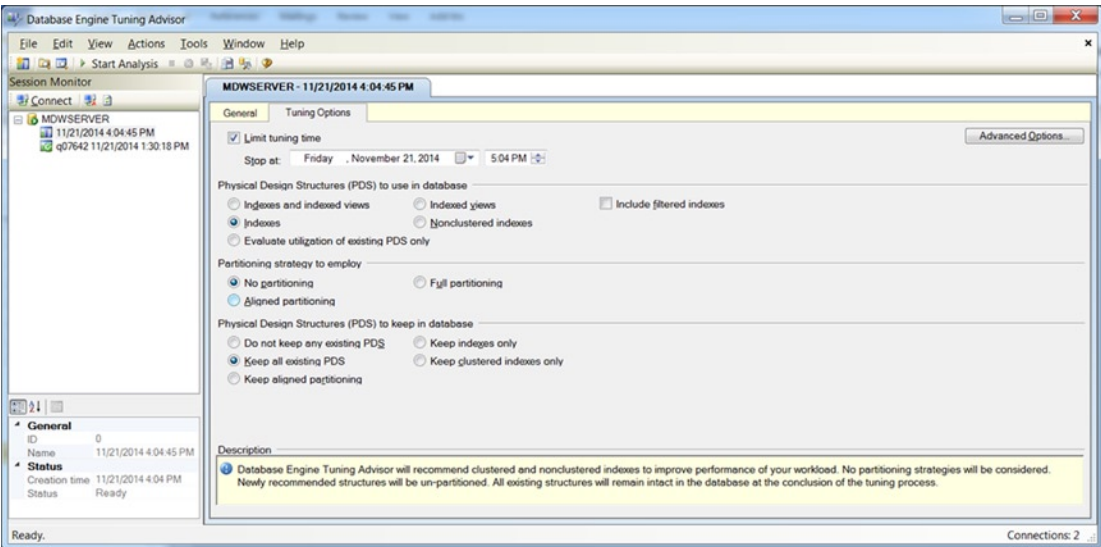 Database Engine Tuning Advisor
File Edit View Actions Tools Window Help
Start Analysis
Session Monitor
Connect
MDWSERVER
11/21/2014 4:04:45 PM
q07642 11/21/2014 1:30:18 PM
General
ID 0
Name 11/21/2014 4:04:45 PM
Status
Creation time 11/21/2014 4:04 PM
Status Ready
MDWSERVER - 11/21/2014 4:04:45 PM
General Tuning Options
Limit tuning time Advanced Options...
Stop at: Friday , November 21, 2014 5:04 PM
Physical Design Structures (PDS) to use in database
Indexes and indexed views Indexed views Include filtered indexes
Indexes Nonclustered indexes
Evaluate utilization of existing PDS only
Partitioning strategy to employ
No partitioning Full partitioning
Aligned partitioning
Physical Design Structures (PDS) to keep in database
Do not keep any existing PDS Keep indexes only
Keep all existing PDS Keep clustered indexes only
Keep aligned partitioning
Description
Database Engine Tuning Advisor will recommend clustered and nonclustered indexes to improve performance of your workload. No partitioning strategies will be considered.
Newly recommended structures will be un-partitioned. All existing structures will remain intact in the database at the conclusion of the tuning process.
Ready. Connections: 2